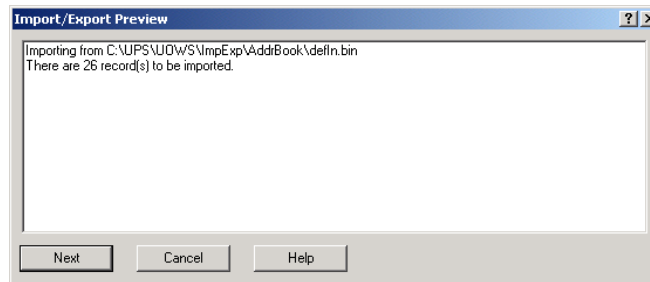 Import/Export Preview
Importing from C:\UPS\UOWS\ImpExp\AddrBook\defIn.bin
There are 26 record(s) to be imported.
Next Cancel Help